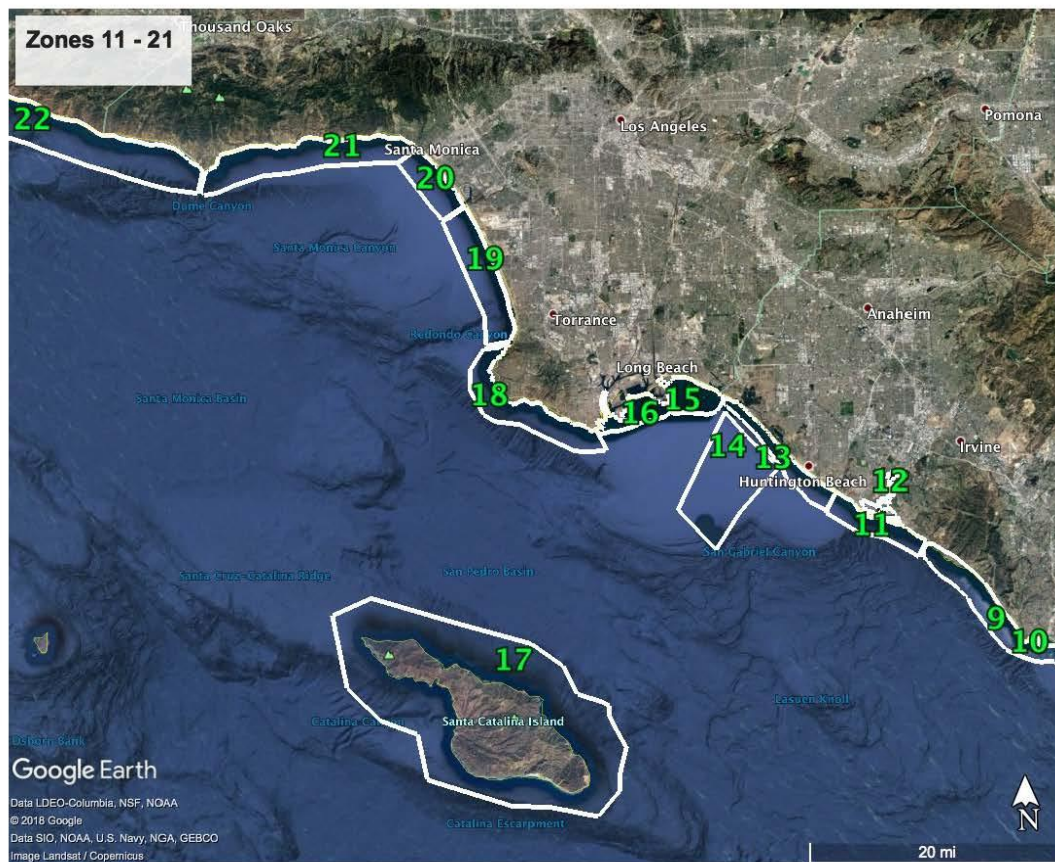 Zones 11 - 21
Thousand Oaks
22
21
Santa Monica
20
Los Angeles
Pomona
Dume Canyon
Santa Monica Canyon
19
Redondo Canyon
Torrance
Anaheim
Long Beach
Santa Monica Basin
18
16
15
14
13
Irvine
Huntington Beach
12
11
San Gabriel Canyon
Santa Cruz-Catalina Ridge
San Pedro Basin
9
10
17
Lasuen Knoll
Catalina Canyon
Santa Catalina Island
Osborn Bank
Google Earth
Data LDEO-Columbia, NSF, NOAA
© 2018 Google
Data SIO, NOAA, U.S. Navy, NGA, GEBCO
Image Landsat / Copernicus
Catalina Escarpment
N
20 mi